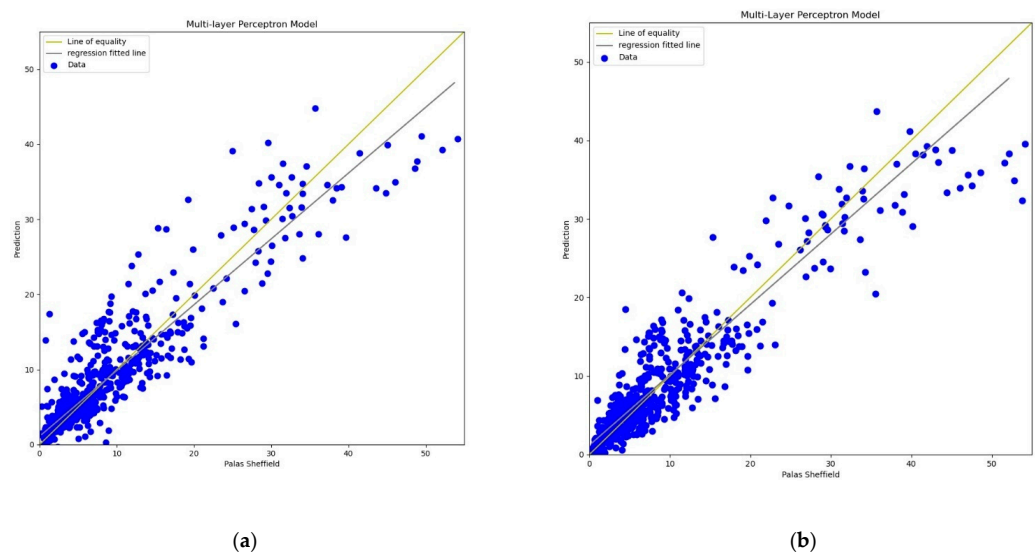 Multi-layer Perceptron Model
Line of equality
regression fitted line
Data
50
40
30
20
10
0
Prediction
0 10 20 30 40 50
Palas Sheffield
(a)
Multi-Layer Perceptron Model
Line of equality
regression fitted line
Data
50
40
30
20
10
0
Prediction
0 10 20 30 40 50
Palas Sheffield
(b)